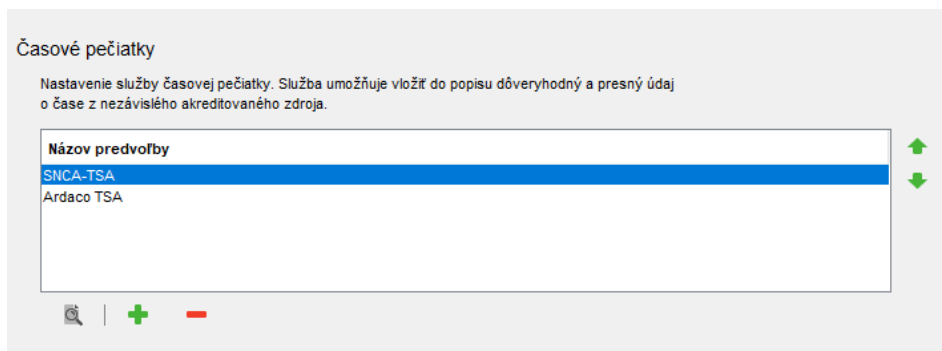 Časové pečiatky
Nastavenie služby časovej pečiatky. Služba umožňuje vložiť do popisu dôveryhodný a presný údaj
o čase z nezávislého akreditovaného zdroja.
Názov predvoľby
SNCA-TSA
Ardaco TSA